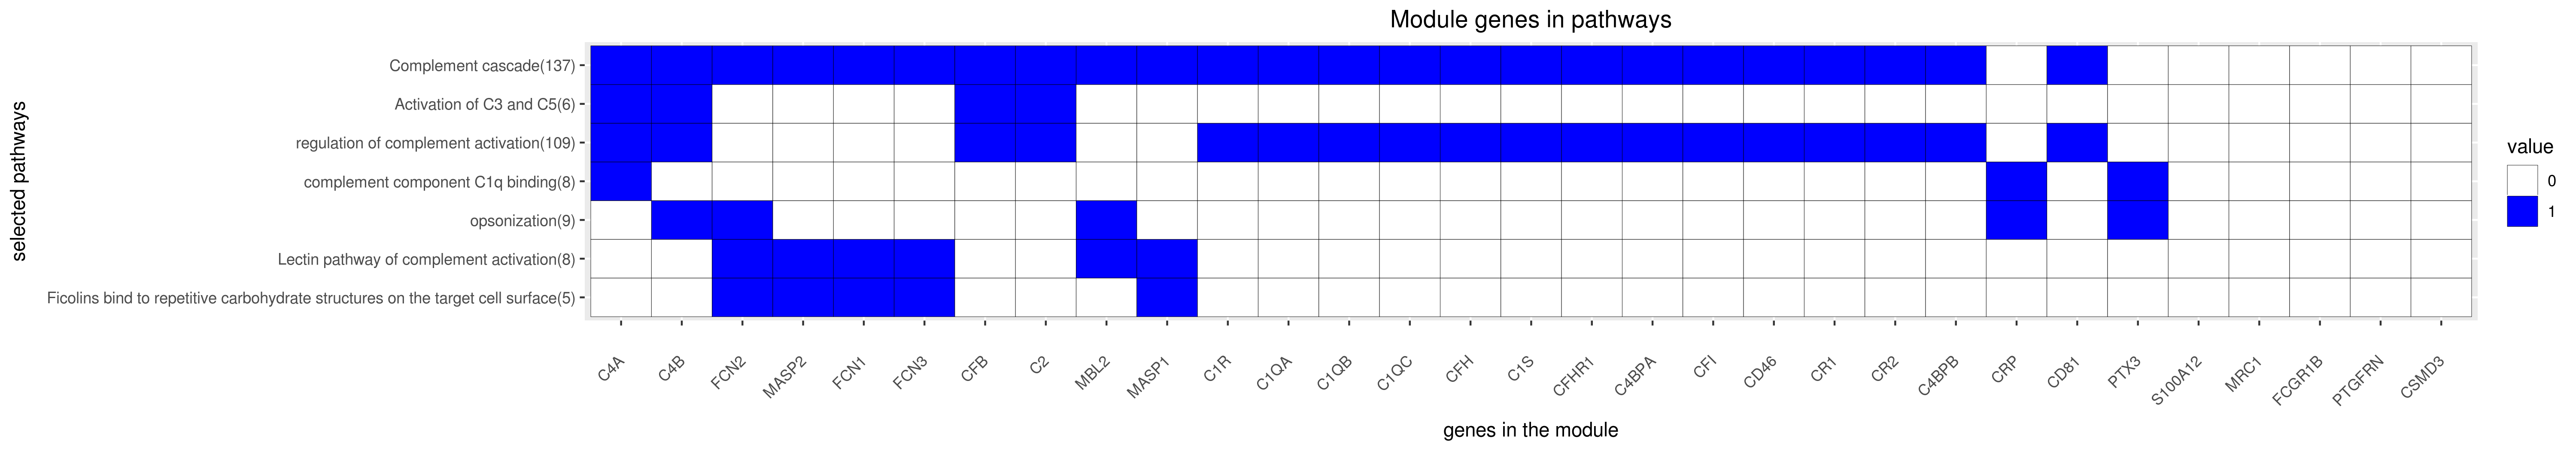 Module genes in pathways
selected pathways
Complement cascade(137)
Activation of C3 and C5(6)
regulation of complement activation(109)
complement component C1q binding(8)
opsonization(9)
Lectin pathway of complement activation(8)
Ficolins bind to repetitive carbohydrate structures on the target cell surface(5)
C4A
C4B
FCN2
MASP2
FCN1
FCN3
CFB
C2
MBL2
MASP1
C1R
C1QA
C1QB
C1QC
CFH
C1S
CFHR1
C4BPA
CFI
CD46
CR1
CR2
C4BPB
CRP
CD81
PTX3
S100A12
MRC1
FCGR1B
PTGFRN
CSMD3
genes in the module
value
0
1